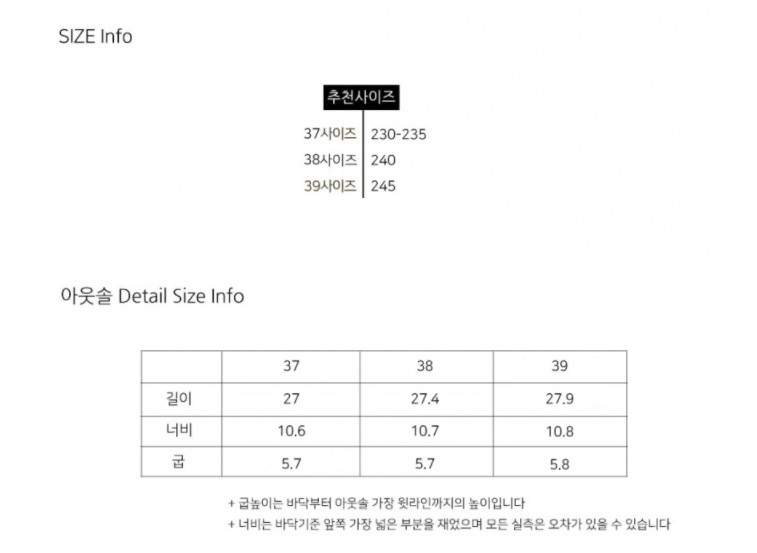 SIZE Info
추천사이즈
37사이즈 230-235
38사이즈 240
39사이즈 245
아웃솔 Detail Size Info
37 38 39
길이 27 27.4 27.9
너비 10.6 10.7 10.8
굽 5.7 5.7 5.8
+ 굽높이는 바닥부터 아웃솔 가장 윗라인까지의 높이입니다
+ 너비는 바닥기준 앞쪽 가장 넓은 부분을 재었으며 모든 실측은 오차가 있을 수 있습니다